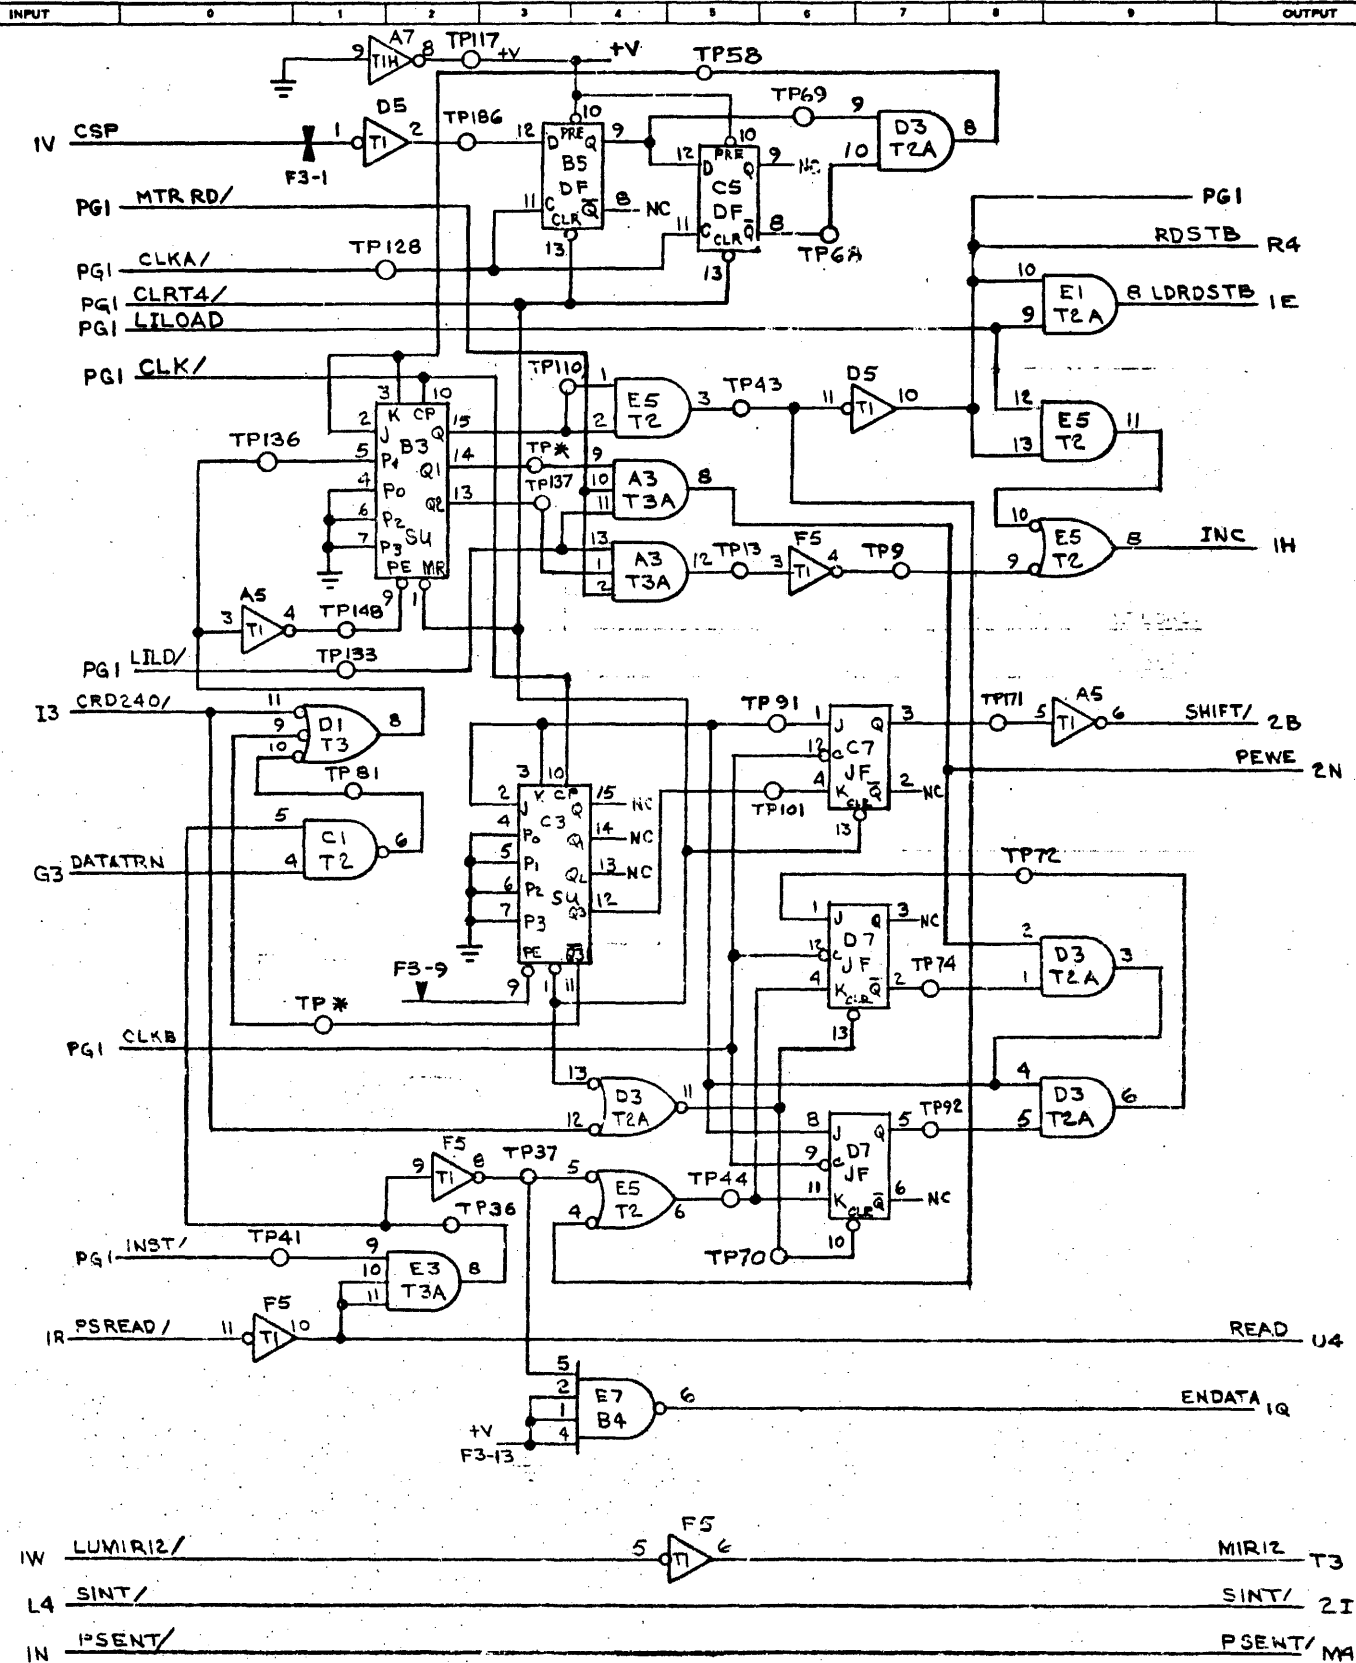 INPUT 0 1 2 3 4 5 6 7 8 9 OUTPUT
A7 TP117 +V +V TP58
9 T1H 8
D5 TP186 TP69 9 D3 T2A 8
1V CSP 1 T1 2 12 D PRE Q 9 10
F3-1 B5 DF 12 D PRE Q 9 NC 10
PG1 MTR RD/ 11 C CLR Q̅ 8 NC C5 DF PG1
TP128 13 11 C CLR Q̅ 8 TP68 RDSTB R4
PG1 CLKA/ 13 10
PG1 CLRT4/ E1 T2A 8 LDRDSTB 1E
PG1 LILOAD 9
PG1 CLK/ TP110 1 TP43 D5
3 10 E5 T2 3 11 T1 10 12
2 K CP 15 2 E5 T2 11
TP136 J Q TP* 9 13
5 P1 B3 Q1 14 TP137 10 A3 T3A 8
4 P0 Q2 13 11 10
6 P2 SU 13 TP13 F5 TP9 E5 T2 8 INC 1H
7 P3 1 A3 T3A 12 3 T1 4 9
PE MR 2
A5 9 1
3 T1 4 TP148
PG1 LILD/ TP133
I3 CRD240/ 11 TP91 TP171 A5
9 D1 T3 8 1 J Q 3 5 T1 6 SHIFT/ 2B
10 12 C C7 PEWE 2N
TP81 3 10 4 K JF Q̅ 2 NC
2 J K CP Q 15 NC TP101 CLR
5 4 P0 C3 Q1 14 NC 13
C1 T2 6 5 P1 Q2 13 NC TP72
G3 DATATRN 4 6 P2 SU 12 1 J Q 3 NC
7 P3 Q3 12 C D7 JF TP74 2 D3 T2A 3
F3-9 PE Q̅3 4 K CLR Q̅ 2 1
TP* 9 1 11 13
PG1 CLKB
13 D3 T2A 11 4 D3 T2A 6
12 8 J Q 5 TP92 5
F5 TP37 9 C D7 JF
9 T1 8 5 E5 T2 6 TP44 11 K CLR Q̅ 6 NC
TP36 4 10
TP41 TP70
PG1 INST/ 9
10 E3 T3A 8
F5 11
1R PSREAD/ 11 T1 10 READ U4
5
2 E7 B4 6 ENDATA 1Q
1
+V 4
F3-13
F5
1W LUMIR12/ 5 T1 6 MIR12 T3
L4 SINT/ SINT/ 2I
1N PSENT/ PSENT/ M4